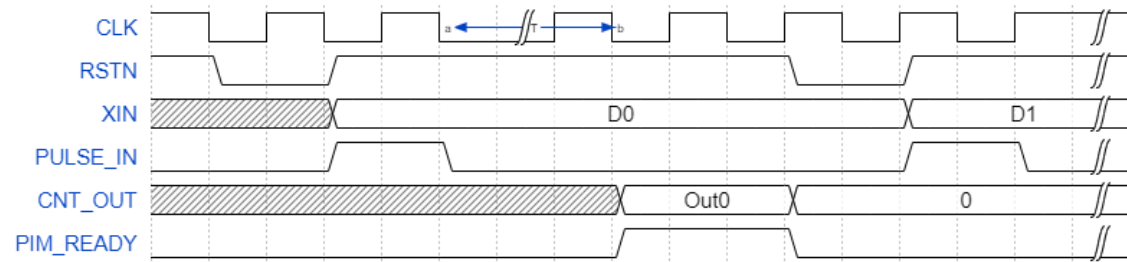 CLK
a T b
RSTN
XIN D0 D1
PULSE_IN
CNT_OUT Out0 0
PIM_READY